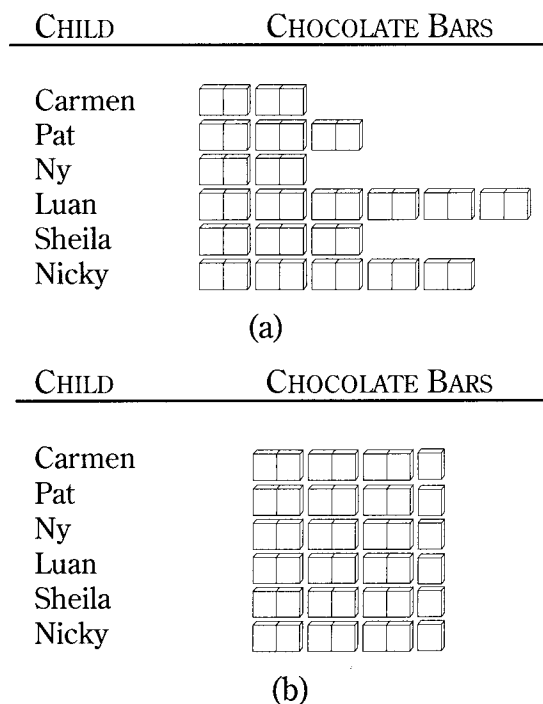 CHILD CHOCOLATE BARS
Carmen
Pat
Ny
Luan
Sheila
Nicky
(a)
CHILD CHOCOLATE BARS
Carmen
Pat
Ny
Luan
Sheila
Nicky
(b)